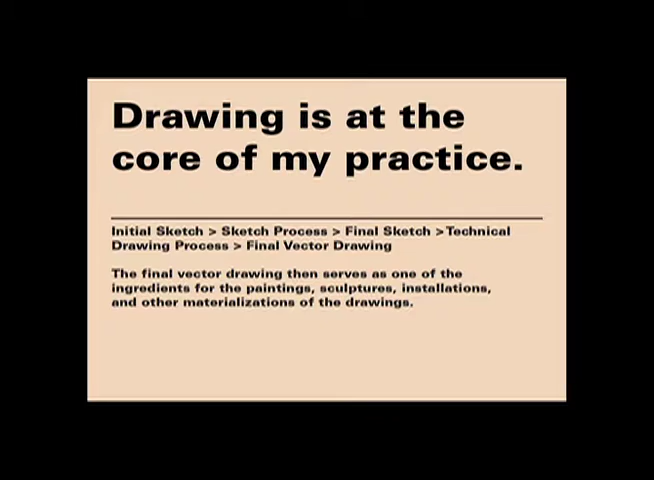 Drawing is at the
core of my practice.
Initial Sketch > Sketch Process > Final Sketch >Technical
Drawing Process > Final Vector Drawing
The final vector drawing then serves as one of the
ingredients for the paintings, sculptures, installations,
and other materializations of the drawings.